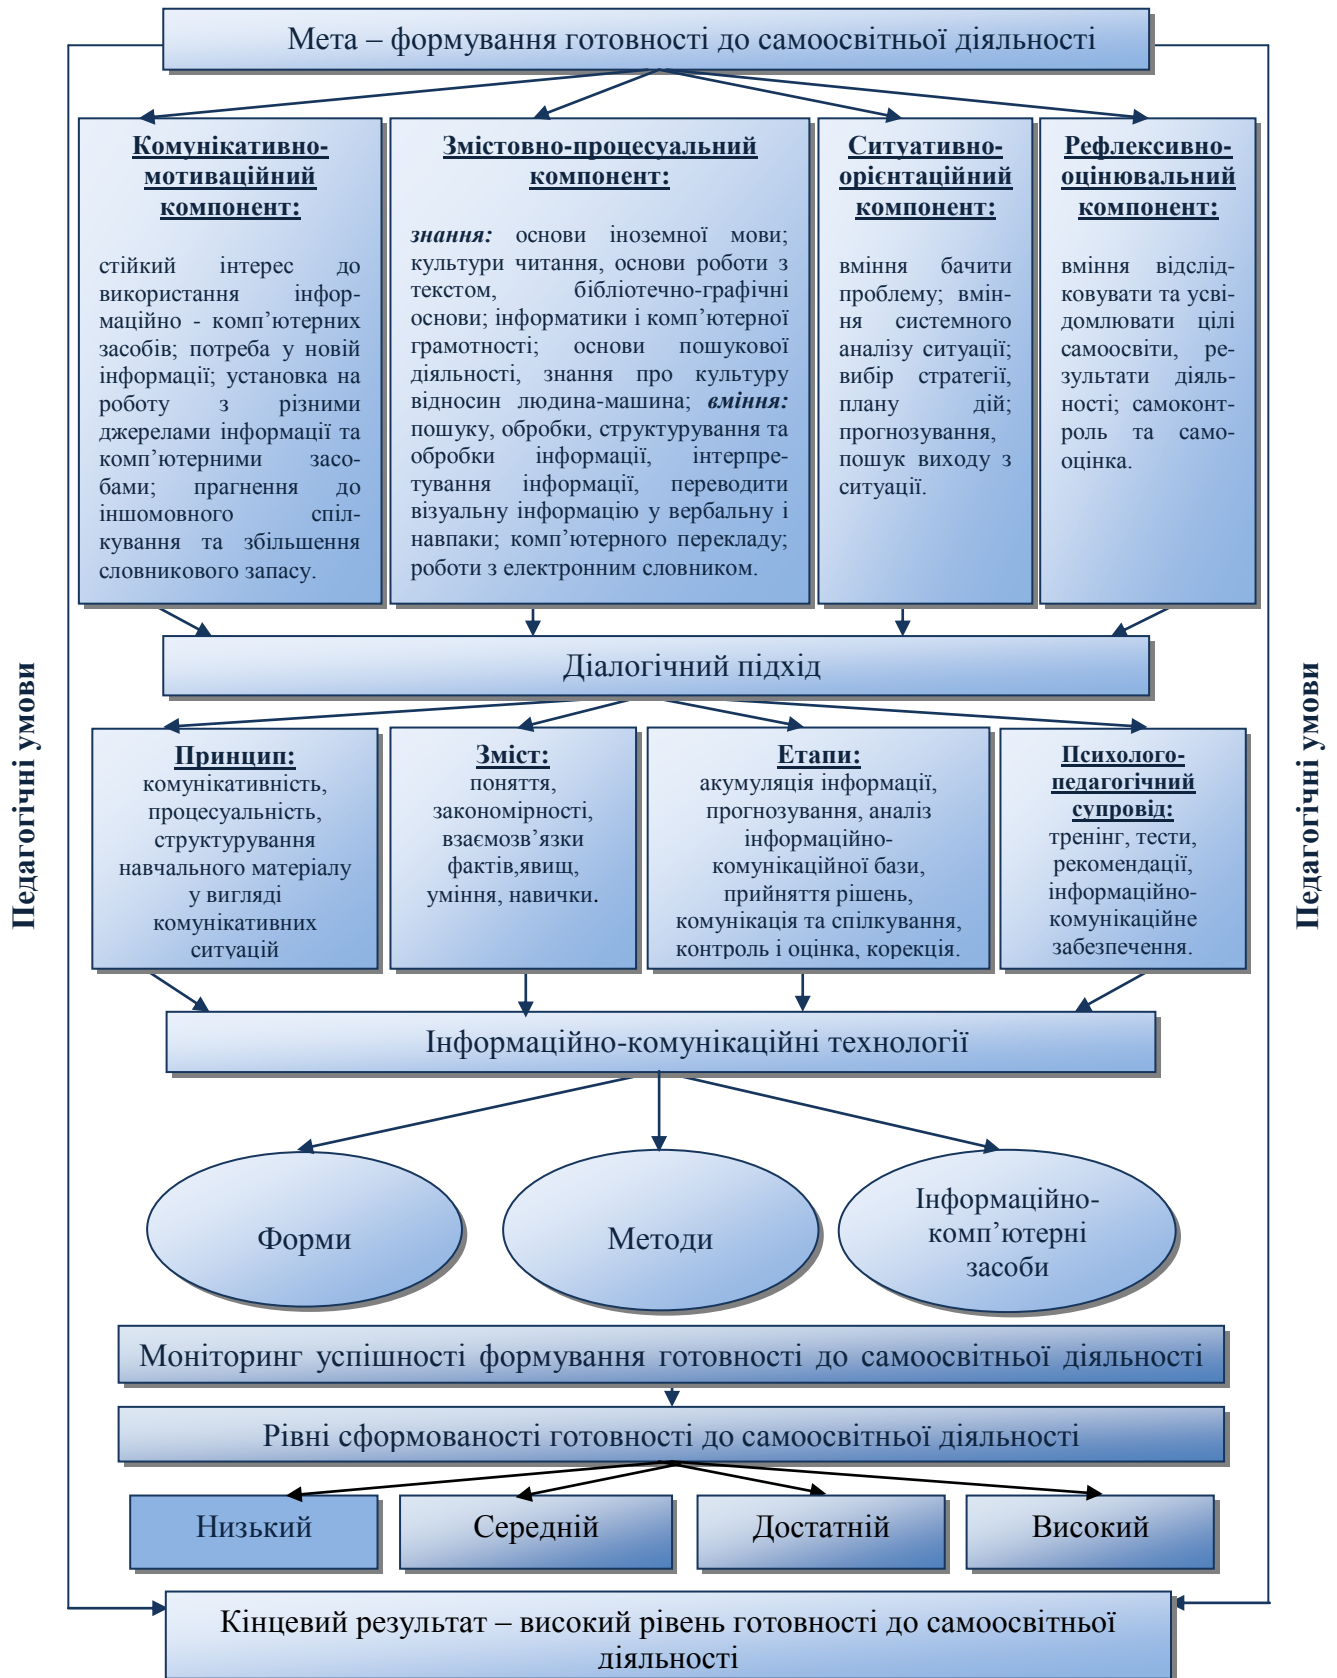 Мета – формування готовності до самоосвітньої діяльності
Комунікативно-
мотиваційний
компонент:
стійкий інтерес до
використання інфор-
маційно - комп’ютерних
засобів; потреба у новій
інформації; установка на
роботу з різними
джерелами інформації та
комп’ютерними засо-
бами; прагнення до
іншомовного спіл-
кування та збільшення
словникового запасу.
Змістовно-процесуальний
компонент:
знання: основи іноземної мови;
культури читання, основи роботи з
текстом, бібліотечно-графічні
основи; інформатики і комп’ютерної
грамотності; основи пошукової
діяльності, знання про культуру
відносин людина-машина; вміння:
пошуку, обробки, структурування та
обробки інформації, інтерпре-
тування інформації, переводити
візуальну інформацію у вербальну і
навпаки; комп’ютерного перекладу;
роботи з електронним словником.
Ситуативно-
орієнтаційний
компонент:
вміння бачити
проблему; вмін-
ня системного
аналізу ситуації;
вибір стратегії,
плану дій;
прогнозування,
пошук виходу з
ситуації.
Рефлексивно-
оцінювальний
компонент:
вміння відслід-
ковувати та усві-
домлювати цілі
самоосвіти, ре-
зультати діяль-
ності; самоконт-
роль та само-
оцінка.
Діалогічний підхід
Педагогічні умови
Педагогічні умови
Принцип:
комунікативність,
процесуальність,
структурування
навчального матеріалу
у вигляді
комунікативних
ситуацій
Зміст:
поняття,
закономірності,
взаємозв’язки
фактів,явищ,
уміння, навички.
Етапи:
акумуляція інформації,
прогнозування, аналіз
інформаційно-
комунікаційної бази,
прийняття рішень,
комунікація та спілкування,
контроль і оцінка, корекція.
Психолого-
педагогічний
супровід:
тренінг, тести,
рекомендації,
інформаційно-
комунікаційне
забезпечення.
Інформаційно-комунікаційні технології
Форми
Методи
Інформаційно-
комп’ютерні
засоби
Моніторинг успішності формування готовності до самоосвітньої діяльності
Рівні сформованості готовності до самоосвітньої діяльності
Низький
Середній
Достатній
Високий
Кінцевий результат – високий рівень готовності до самоосвітньої
діяльності